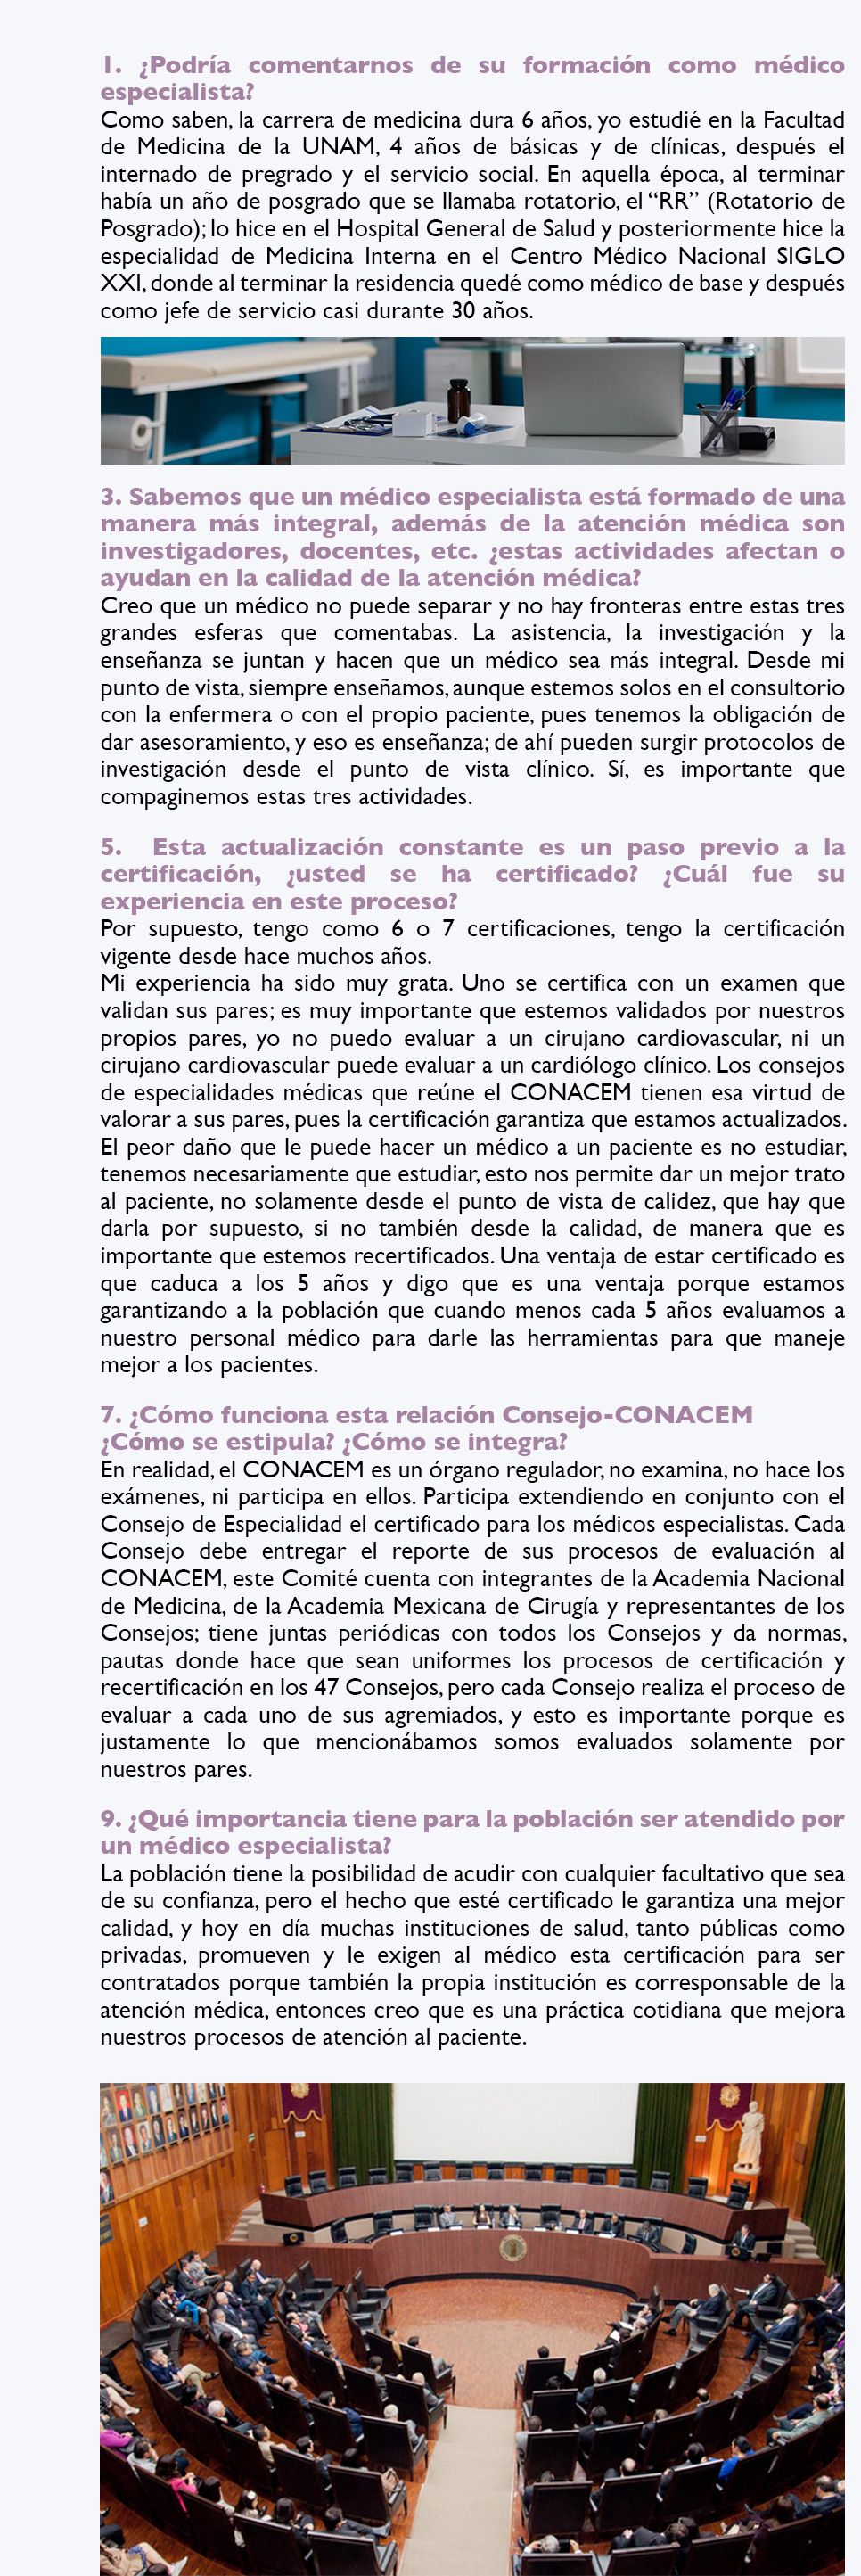 1. ¿Podría comentarnos de su formación como médico
especialista?
Como saben, la carrera de medicina dura 6 años, yo estudié en la Facultad
de Medicina de la UNAM, 4 años de básicas y de clínicas, después el
internado de pregrado y el servicio social. En aquella época, al terminar
había un año de posgrado que se llamaba rotatorio, el “RR” (Rotatorio de
Posgrado); lo hice en el Hospital General de Salud y posteriormente hice la
especialidad de Medicina Interna en el Centro Médico Nacional SIGLO
XXI, donde al terminar la residencia quedé como médico de base y después
como jefe de servicio casi durante 30 años.
3. Sabemos que un médico especialista está formado de una
manera más integral, además de la atención médica son
investigadores, docentes, etc. ¿estas actividades afectan o
ayudan en la calidad de la atención médica?
Creo que un médico no puede separar y no hay fronteras entre estas tres
grandes esferas que comentabas. La asistencia, la investigación y la
enseñanza se juntan y hacen que un médico sea más integral. Desde mi
punto de vista, siempre enseñamos, aunque estemos solos en el consultorio
con la enfermera o con el propio paciente, pues tenemos la obligación de
dar asesoramiento, y eso es enseñanza; de ahí pueden surgir protocolos de
investigación desde el punto de vista clínico. Sí, es importante que
compaginemos estas tres actividades.
5. Esta actualización constante es un paso previo a la
certificación, ¿usted se ha certificado? ¿Cuál fue su
experiencia en este proceso?
Por supuesto, tengo como 6 o 7 certificaciones, tengo la certificación
vigente desde hace muchos años.
Mi experiencia ha sido muy grata. Uno se certifica con un examen que
validan sus pares; es muy importante que estemos validados por nuestros
propios pares, yo no puedo evaluar a un cirujano cardiovascular, ni un
cirujano cardiovascular puede evaluar a un cardiólogo clínico. Los consejos
de especialidades médicas que reúne el CONACEM tienen esa virtud de
valorar a sus pares, pues la certificación garantiza que estamos actualizados.
El peor daño que le puede hacer un médico a un paciente es no estudiar,
tenemos necesariamente que estudiar, esto nos permite dar un mejor trato
al paciente, no solamente desde el punto de vista de calidez, que hay que
darla por supuesto, si no también desde la calidad, de manera que es
importante que estemos recertificados. Una ventaja de estar certificado es
que caduca a los 5 años y digo que es una ventaja porque estamos
garantizando a la población que cuando menos cada 5 años evaluamos a
nuestro personal médico para darle las herramientas para que maneje
mejor a los pacientes.
7. ¿Cómo funciona esta relación Consejo-CONACEM
¿Cómo se estipula? ¿Cómo se integra?
En realidad, el CONACEM es un órgano regulador, no examina, no hace los
exámenes, ni participa en ellos. Participa extendiendo en conjunto con el
Consejo de Especialidad el certificado para los médicos especialistas. Cada
Consejo debe entregar el reporte de sus procesos de evaluación al
CONACEM, este Comité cuenta con integrantes de la Academia Nacional
de Medicina, de la Academia Mexicana de Cirugía y representantes de los
Consejos; tiene juntas periódicas con todos los Consejos y da normas,
pautas donde hace que sean uniformes los procesos de certificación y
recertificación en los 47 Consejos, pero cada Consejo realiza el proceso de
evaluar a cada uno de sus agremiados, y esto es importante porque es
justamente lo que mencionábamos somos evaluados solamente por
nuestros pares.
9. ¿Qué importancia tiene para la población ser atendido por
un médico especialista?
La población tiene la posibilidad de acudir con cualquier facultativo que sea
de su confianza, pero el hecho que esté certificado le garantiza una mejor
calidad, y hoy en día muchas instituciones de salud, tanto públicas como
privadas, promueven y le exigen al médico esta certificación para ser
contratados porque también la propia institución es corresponsable de la
atención médica, entonces creo que es una práctica cotidiana que mejora
nuestros procesos de atención al paciente.